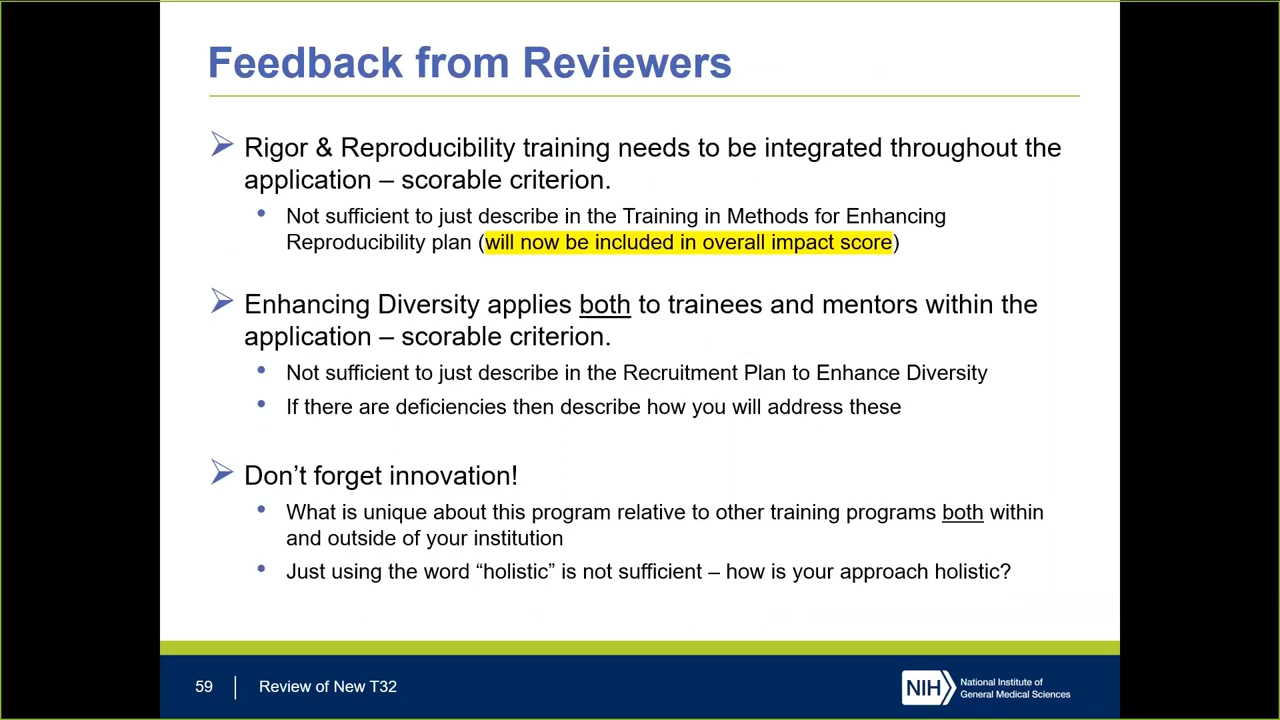 Feedback from Reviewers
Rigor & Reproducibility training needs to be integrated throughout the
application – scorable criterion.
Not sufficient to just describe in the Training in Methods for Enhancing
Reproducibility plan (will now be included in overall impact score)
Enhancing Diversity applies both to trainees and mentors within the
application – scorable criterion.
Not sufficient to just describe in the Recruitment Plan to Enhance Diversity
If there are deficiencies then describe how you will address these
Don’t forget innovation!
What is unique about this program relative to other training programs both within
and outside of your institution
Just using the word “holistic” is not sufficient – how is your approach holistic?
59
Review of New T32
NIH
National Institute of
General Medical Sciences